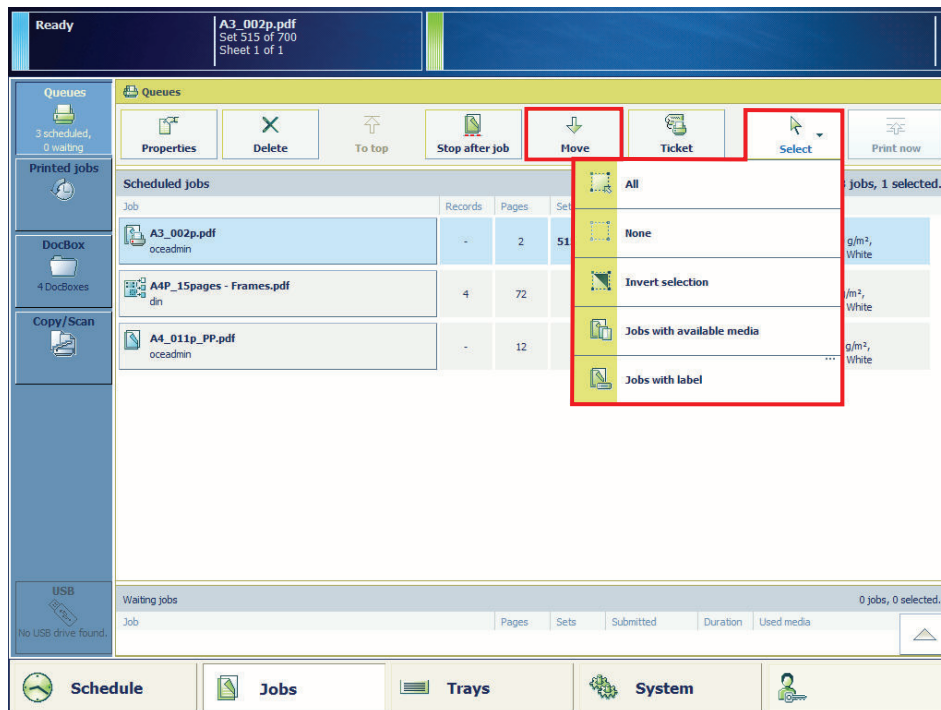 Ready
A3_002p.pdf
Set 515 of 700
Sheet 1 of 1
Queues
3 scheduled,
0 waiting
Printed jobs
DocBox
4 DocBoxes
Copy/Scan
USB
No USB drive found.
Queues
Properties
Delete
To top
Stop after job
Move
Ticket
Select
Print now
Scheduled jobs
jobs, 1 selected.
Job Records Pages
A3_002p.pdf - 2 51
oceadmin
g/m²,
White
A4P_15pages - Frames.pdf 4 72
din
/m²,
White
A4_011p_PP.pdf - 12
oceadmin
g/m²,
White
All
None
Invert selection
Jobs with available media
...
Jobs with label
Waiting jobs 0 jobs, 0 selected.
Job Pages Sets Submitted Duration Used media
Schedule
Jobs
Trays
System